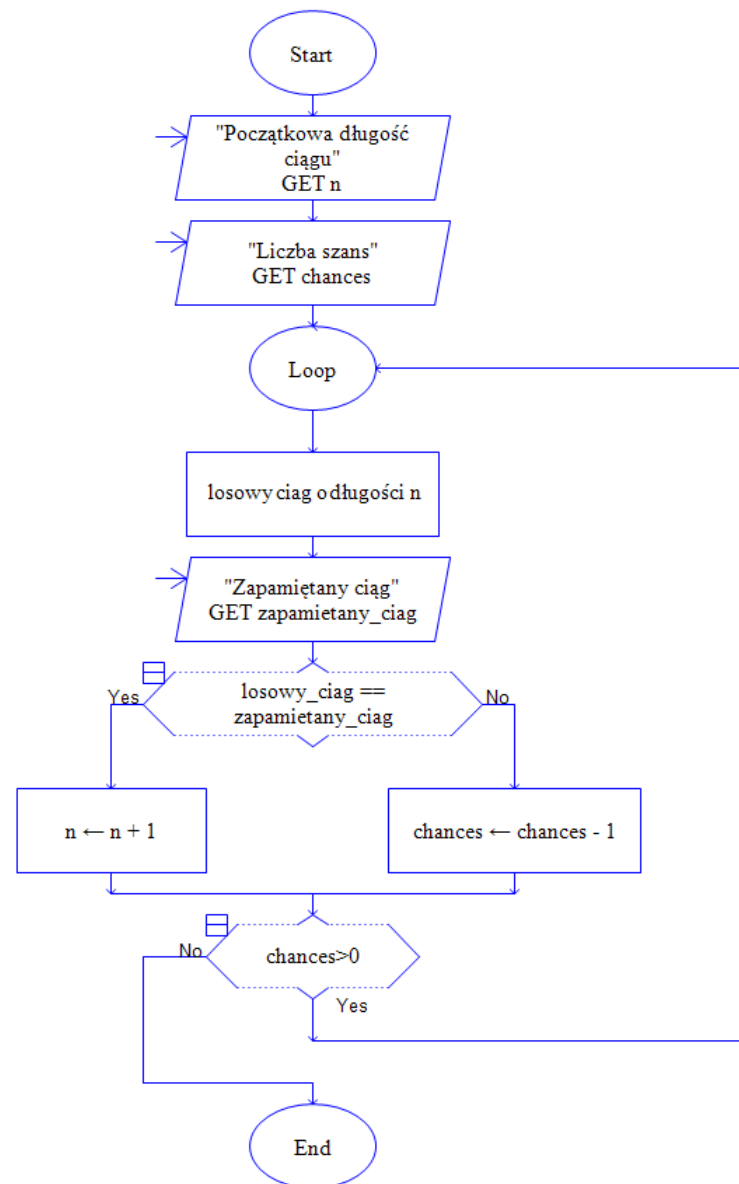 Start
"Początkowa długość
ciągu"
GET n
"Liczba szans"
GET chances
Loop
losowy ciag o długości n
"Zapamiętany ciąg"
GET zapamietany_ciag
Yes
losowy_ciag ==
zapamietany_ciag
No
n ← n + 1
chances ← chances - 1
No
chances>0
Yes
End